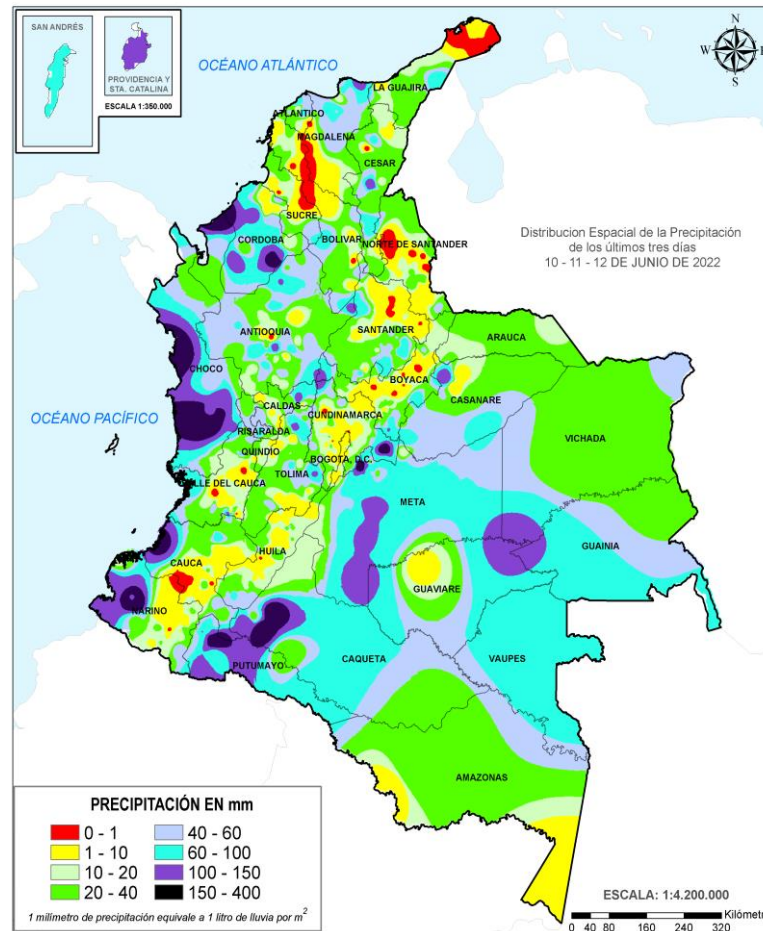 SAN ANDRÉS
PROVIDENCIA Y
STA. CATALINA
ESCALA 1:350.000
OCÉANO ATLÁNTICO
N
W
E
S
LA GUAJIRA
ATLANTICO
MAGDALENA
CESAR
SUCRE
CORDOBA
BOLIVAR
NORTE DE SANTANDER
Distribucion Espacial de la Precipitación
de los últimos tres días
10 - 11 - 12 DE JUNIO DE 2022
ANTIOQUIA
SANTANDER
ARAUCA
CHOCO
BOYACA
CASANARE
OCÉANO PACÍFICO
CALDAS
CUNDINAMARCA
VICHADA
RISARALDA
QUINDIO
BOGOTA, D.C.
TOLIMA
VALLE DEL CAUCA
META
GUAINIA
HUILA
CAUCA
GUAVIARE
NARIÑO
CAQUETA
VAUPES
PUTUMAYO
AMAZONAS
PRECIPITACIÓN EN mm
0 - 1
40 - 60
1 - 10
60 - 100
10 - 20
100 - 150
20 - 40
150 - 400
1 milímetro de precipitación equivale a 1 litro de lluvia por m²
ESCALA: 1:4.200.000
Kilóme
0 40 80 160 240 320